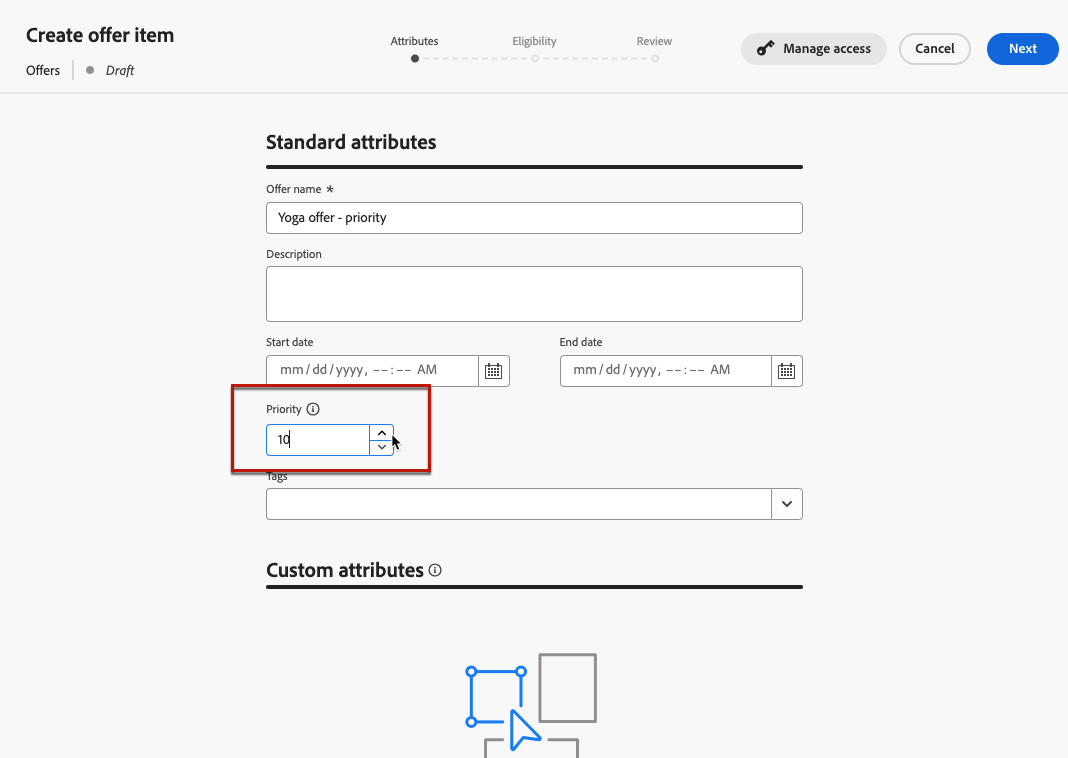 Create offer item
Offers
Draft
Attributes
Eligibility
Review
Manage access
Cancel
Next
Standard attributes
Offer name *
Yoga offer - priority
Description
Start date
End date
mm/dd/yyyy, --:-- AM
mm/dd/yyyy, --:-- AM
Priority
10
Tags
Custom attributes